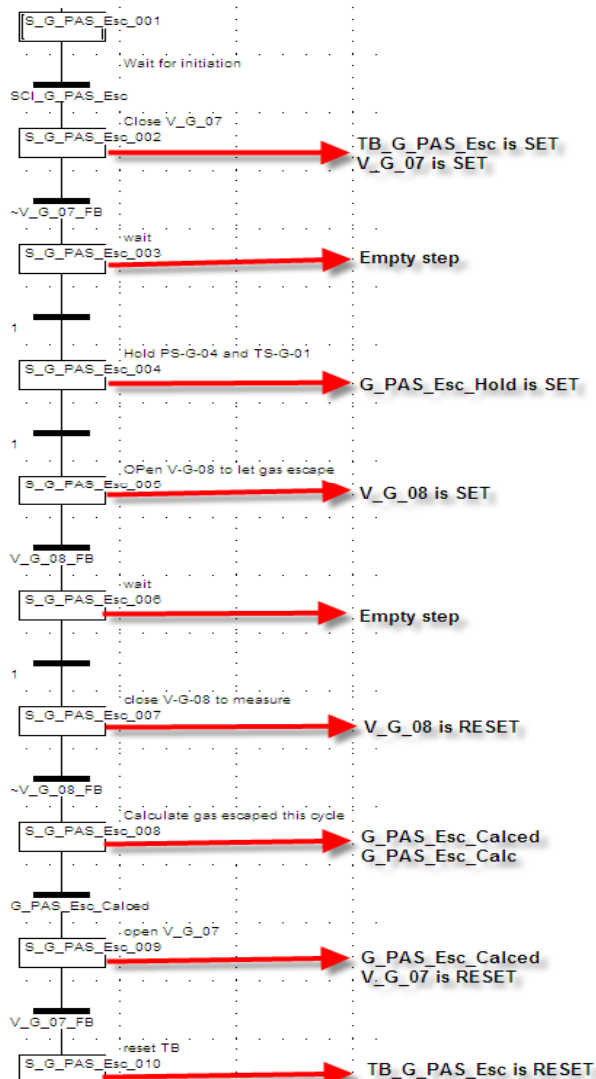 S_G_PAS_Esc_001
Wait for initiation
SCI_G_PAS_Esc
Close V_G_07
S_G_PAS_Esc_002
TB_G_PAS_Esc is SET
V_G_07 is SET
~V_G_07_FB
wait
S_G_PAS_Esc_003
Empty step
1
Hold PS-G-04 and TS-G-01
S_G_PAS_Esc_004
G_PAS_Esc_Hold is SET
1
OPen V-G-08 to let gas escape
S_G_PAS_Esc_005
V_G_08 is SET
V_G_08_FB
wait
S_G_PAS_Esc_006
Empty step
1
close V-G-08 to measure
S_G_PAS_Esc_007
V_G_08 is RESET
~V_G_08_FB
Calculate gas escaped this cycle
S_G_PAS_Esc_008
G_PAS_Esc_Calced
G_PAS_Esc_Calc
G_PAS_Esc_Calced
open V_G_07
S_G_PAS_Esc_009
G_PAS_Esc_Calced
V_G_07 is RESET
V_G_07_FB
reset TB
S_G_PAS_Esc_010
TB_G_PAS_Esc is RESET